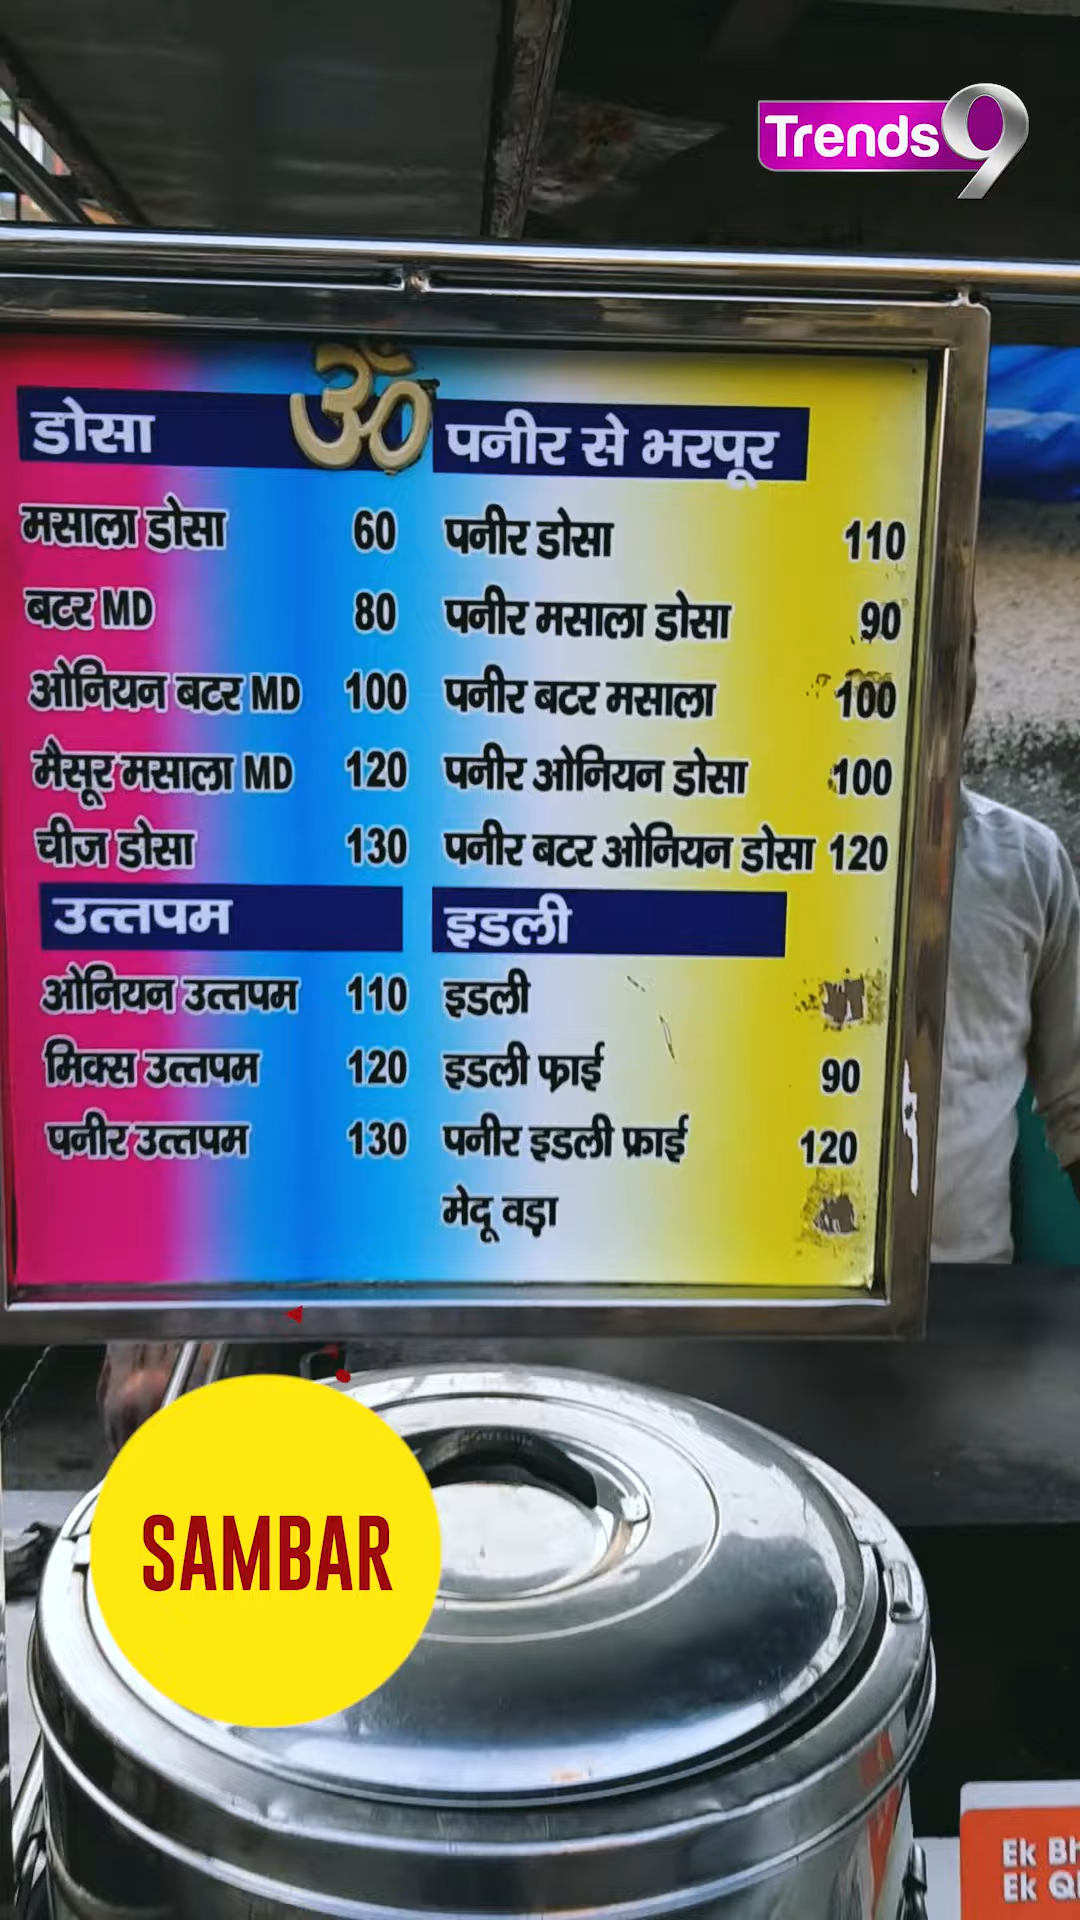 Trends9
ॐ
डोसा
मसाला डोसा 60
बटर MD 80
ओनियन बटर MD 100
मैसूर मसाला MD 120
चीज डोसा 130
उत्तपम
ओनियन उत्तपम 110
मिक्स उत्तपम 120
पनीर उत्तपम 130
पनीर से भरपूर
पनीर डोसा 110
पनीर मसाला डोसा 90
पनीर बटर मसाला 100
पनीर ओनियन डोसा 100
पनीर बटर ओनियन डोसा 120
इडली
इडली
इडली फ्राई 90
पनीर इडली फ्राई 120
मेदू वड़ा
SAMBAR
Ek
Ek